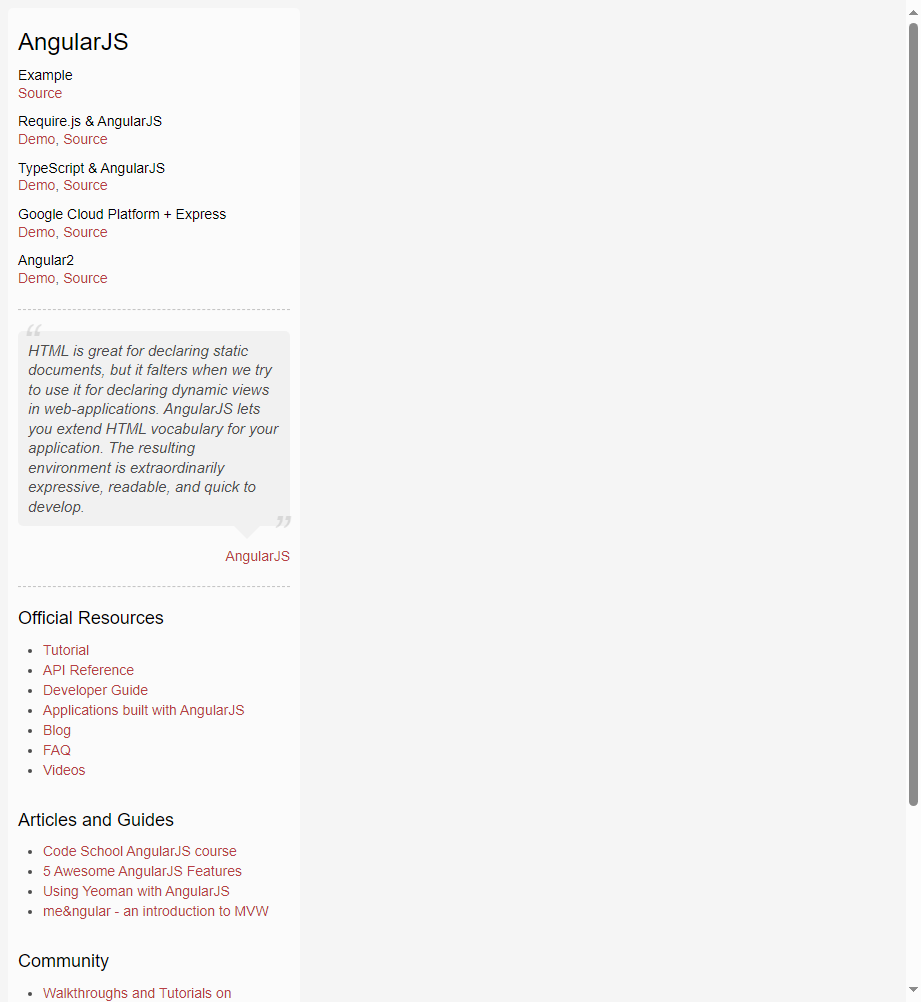 AngularJS
Example
Source
Require.js & AngularJS
Demo, Source
TypeScript & AngularJS
Demo, Source
Google Cloud Platform + Express
Demo, Source
Angular2
Demo, Source
“
HTML is great for declaring static
documents, but it falters when we try
to use it for declaring dynamic views
in web-applications. AngularJS lets
you extend HTML vocabulary for your
application. The resulting
environment is extraordinarily
expressive, readable, and quick to
develop.
”
AngularJS
Official Resources
• Tutorial
• API Reference
• Developer Guide
• Applications built with AngularJS
• Blog
• FAQ
• Videos
Articles and Guides
• Code School AngularJS course
• 5 Awesome AngularJS Features
• Using Yeoman with AngularJS
• me&ngular - an introduction to MVW
Community
• Walkthroughs and Tutorials on